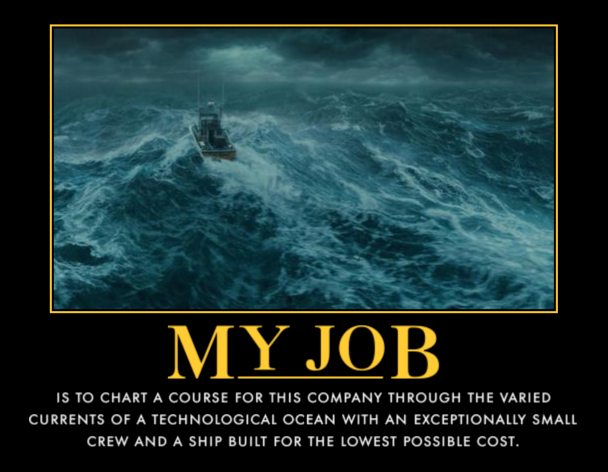 MY JOB
IS TO CHART A COURSE FOR THIS COMPANY THROUGH THE VARIED
CURRENTS OF A TECHNOLOGICAL OCEAN WITH AN EXCEPTIONALLY SMALL
CREW AND A SHIP BUILT FOR THE LOWEST POSSIBLE COST.